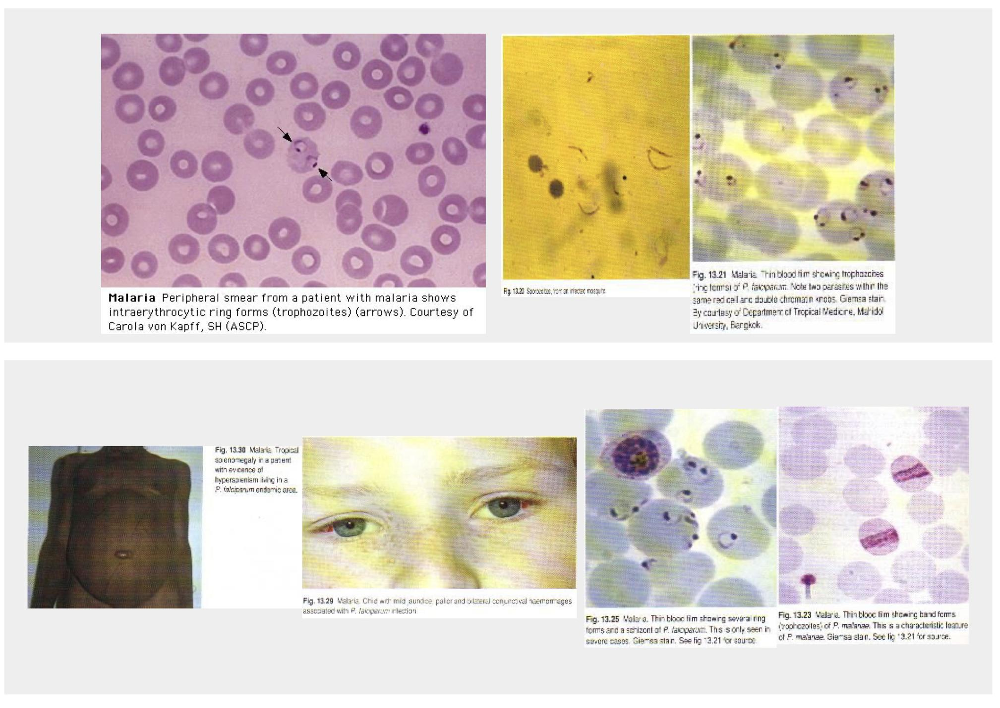 Malaria Peripheral smear from a patient with malaria shows
intraerythrocytic ring forms (trophozoites) (arrows). Courtesy of
Carola von Kapff, SH (ASCP).
Fig. 13.20 Sporozoites, from an infected mosquito.
Fig. 13.21 Malaria. Thin blood film showing trophozoites
(ring forms) of P. falciparum. Note two parasites within the
same red cell and double chromatin knobs. Giemsa stain.
By courtesy of Department of Tropical Medicine, Mahidol
University, Bangkok.
Fig. 13.30 Malaria. Tropical
splenomegaly in a patient
with evidence of
hypersplenism living in a
P. falciparum endemic area.
Fig. 13.29 Malaria. Child with mild jaundice, pallor and bilateral conjunctival haemorrhages
associated with P. falciparum infection.
Fig. 13.25 Malaria. Thin blood film showing several ring
forms and a schizont of P. falciparum. This is only seen in
severe cases. Giemsa stain. See fig 13.21 for source.
Fig. 13.23 Malaria. Thin blood film showing band forms
(trophozoites) of P. malariae. This is a characteristic feature
of P. malariae. Giemsa stain. See fig 13.21 for source.